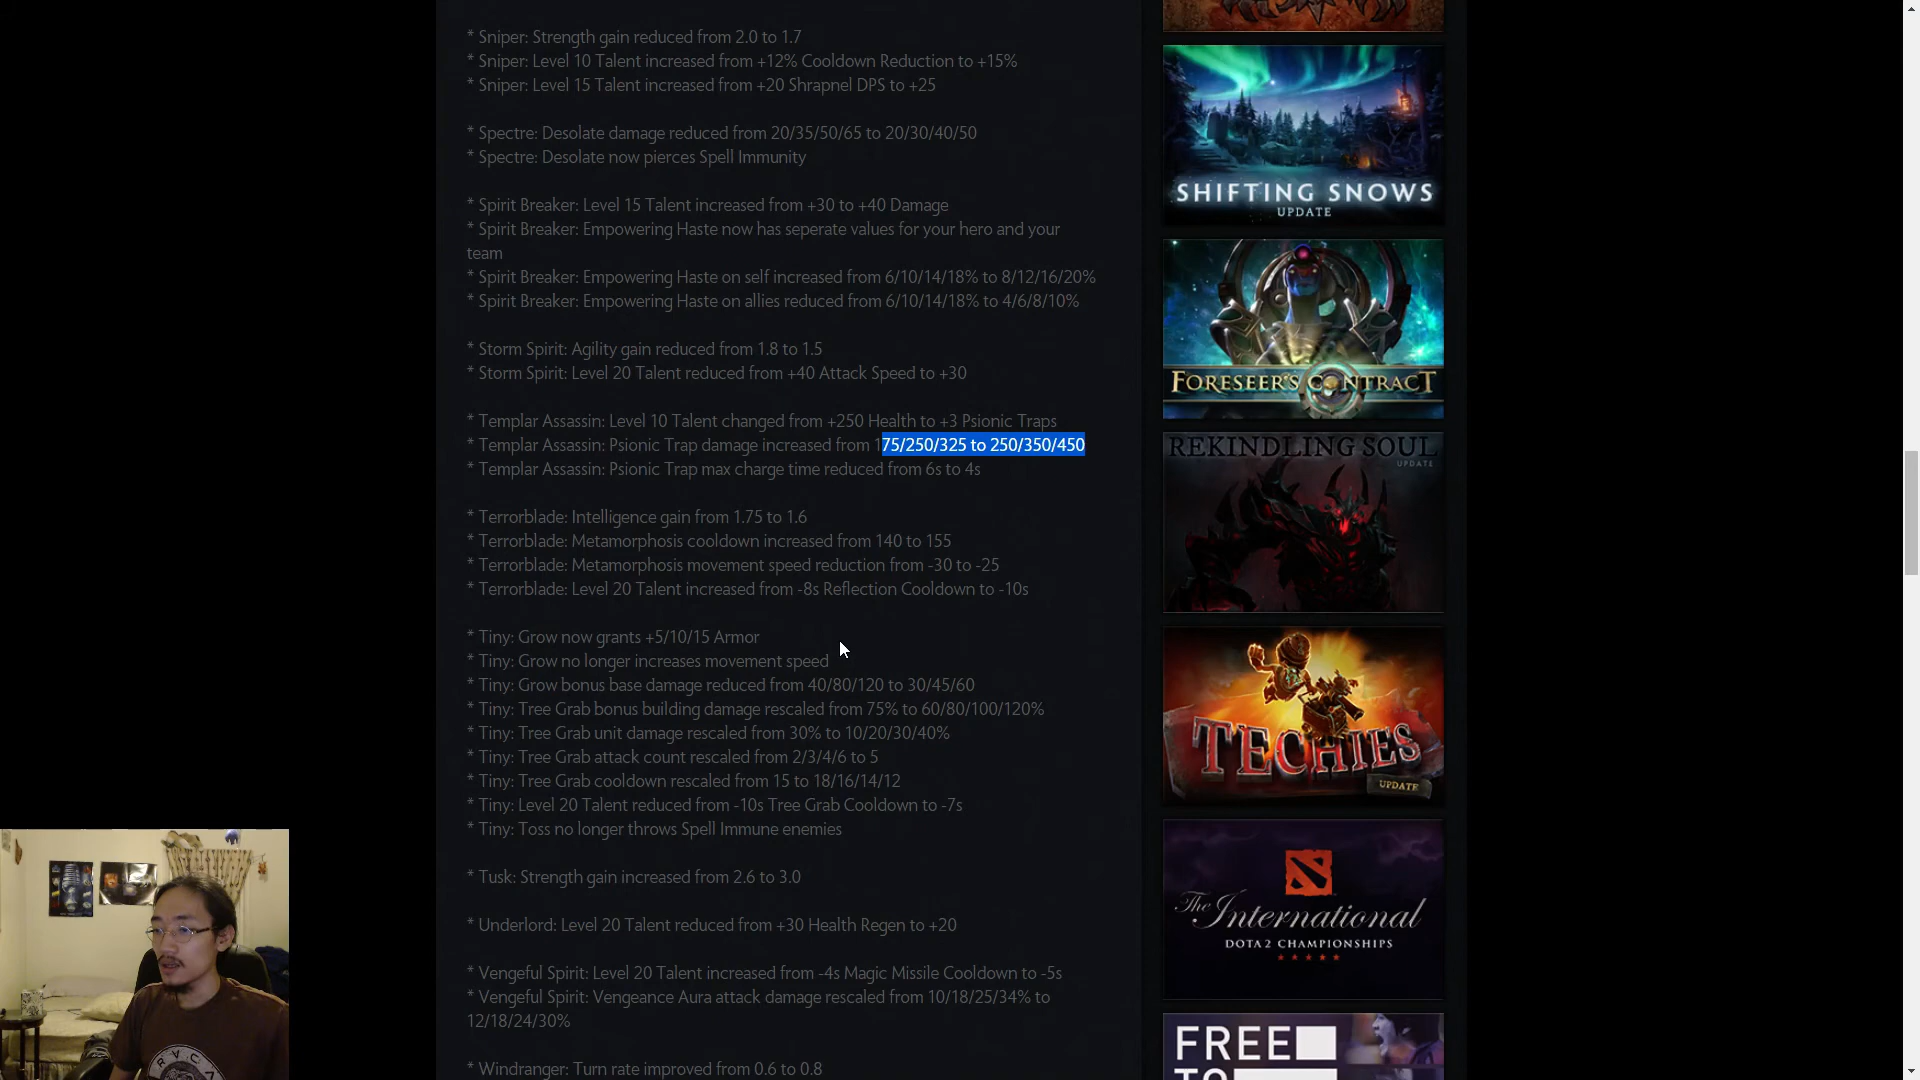 * Sniper: Strength gain reduced from 2.0 to 1.7
* Sniper: Level 10 Talent increased from +12% Cooldown Reduction to +15%
* Sniper: Level 15 Talent increased from +20 Shrapnel DPS to +25
* Spectre: Desolate damage reduced from 20/35/50/65 to 20/30/40/50
* Spectre: Desolate now pierces Spell Immunity
* Spirit Breaker: Level 15 Talent increased from +30 to +40 Damage
* Spirit Breaker: Empowering Haste now has seperate values for your hero and your
team
* Spirit Breaker: Empowering Haste on self increased from 6/10/14/18% to 8/12/16/20%
* Spirit Breaker: Empowering Haste on allies reduced from 6/10/14/18% to 4/6/8/10%
* Storm Spirit: Agility gain reduced from 1.8 to 1.5
* Storm Spirit: Level 20 Talent reduced from +40 Attack Speed to +30
* Templar Assassin: Level 10 Talent changed from +250 Health to +3 Psionic Traps
* Templar Assassin: Psionic Trap damage increased from 175/250/325 to 250/350/450
* Templar Assassin: Psionic Trap max charge time reduced from 6s to 4s
* Terrorblade: Intelligence gain from 1.75 to 1.6
* Terrorblade: Metamorphosis cooldown increased from 140 to 155
* Terrorblade: Metamorphosis movement speed reduction from -30 to -25
* Terrorblade: Level 20 Talent increased from -8s Reflection Cooldown to -10s
* Tiny: Grow now grants +5/10/15 Armor
* Tiny: Grow no longer increases movement speed
* Tiny: Grow bonus base damage reduced from 40/80/120 to 30/45/60
* Tiny: Tree Grab bonus building damage rescaled from 75% to 60/80/100/120%
* Tiny: Tree Grab unit damage rescaled from 30% to 10/20/30/40%
* Tiny: Tree Grab attack count rescaled from 2/3/4/6 to 5
* Tiny: Tree Grab cooldown rescaled from 15 to 18/16/14/12
* Tiny: Level 20 Talent reduced from -10s Tree Grab Cooldown to -7s
* Tiny: Toss no longer throws Spell Immune enemies
* Tusk: Strength gain increased from 2.6 to 3.0
* Underlord: Level 20 Talent reduced from +30 Health Regen to +20
* Vengeful Spirit: Level 20 Talent increased from -4s Magic Missile Cooldown to -5s
* Vengeful Spirit: Vengeance Aura attack damage rescaled from 10/18/25/34% to
12/18/24/30%
* Windranger: Turn rate improved from 0.6 to 0.8
SHIFTING SNOWS
UPDATE
FORESEER'S CONTRACT
REKINDLING SOUL
UPDATE
TECHIES
UPDATE
The International
DOTA 2 CHAMPIONSHIPS
FREE
TO